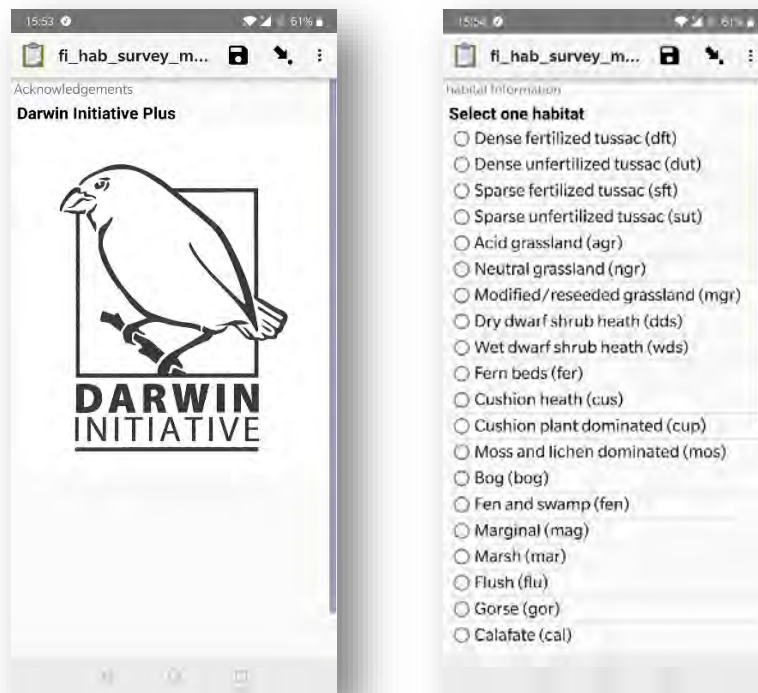 15:53 61%
fi_hab_survey_m...
Acknowledgements
Darwin Initiative Plus
DARWIN
INITIATIVE
15:54 61%
fi_hab_survey_m...
Habitat Information
Select one habitat
Dense fertilized tussac (dft)
Dense unfertilized tussac (dut)
Sparse fertilized tussac (sft)
Sparse unfertilized tussac (sut)
Acid grassland (agr)
Neutral grassland (ngr)
Modified/reseeded grassland (mgr)
Dry dwarf shrub heath (dds)
Wet dwarf shrub heath (wds)
Fern beds (fer)
Cushion heath (cus)
Cushion plant dominated (cup)
Moss and lichen dominated (mos)
Bog (bog)
Fen and swamp (fen)
Marginal (mag)
Marsh (mar)
Flush (flu)
Gorse (gor)
Calafate (cal)